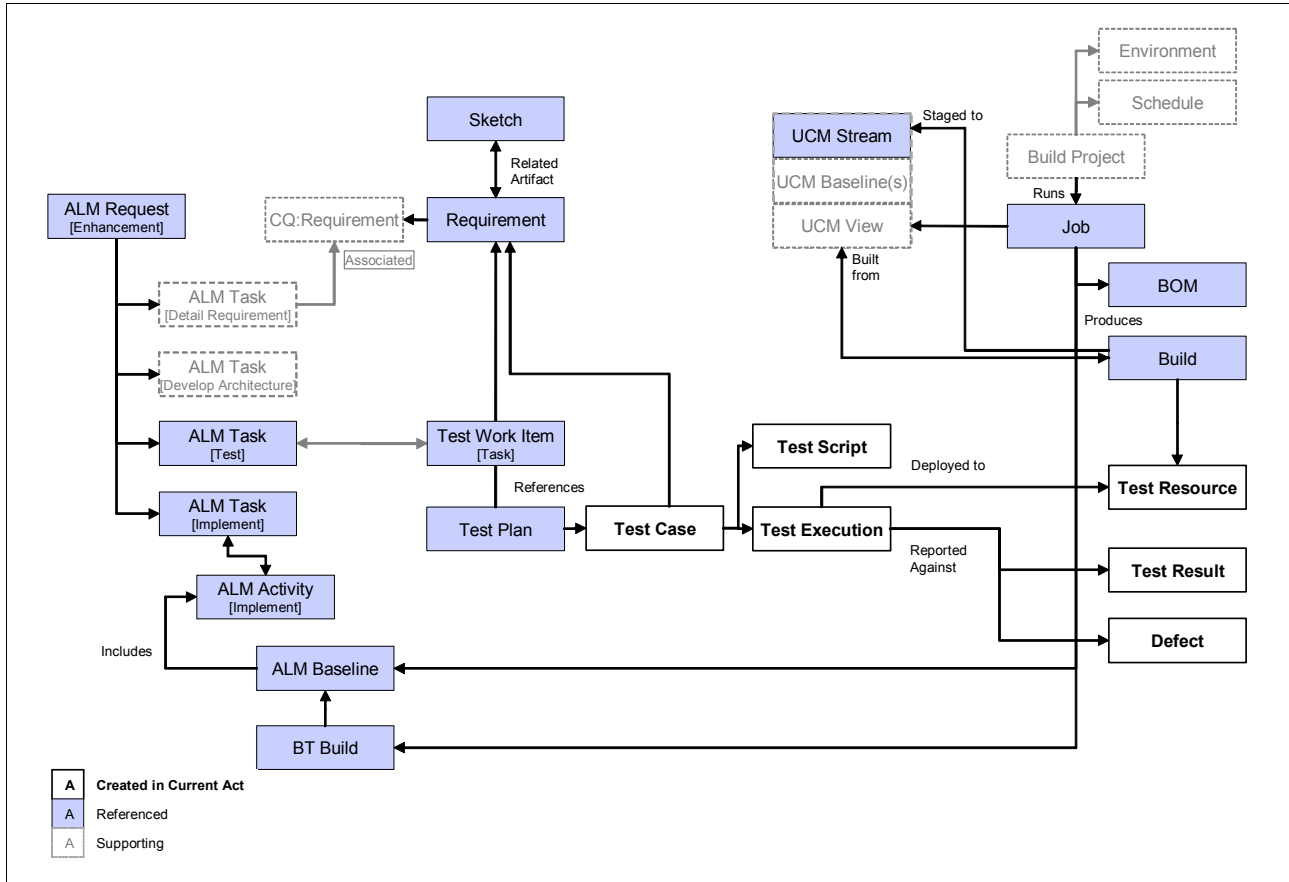 Environment
Schedule
Sketch
Staged to
UCM Stream
Build Project
UCM Baseline(s)
Related
Artifact
Runs
ALM Request
[Enhancement]
CQ:Requirement
Requirement
UCM View
Job
Associated
Built
from
ALM Task
[Detail Requirement]
BOM
Produces
ALM Task
[Develop Architecture]
Build
ALM Task
[Test]
Test Work Item
[Task]
Test Script
Deployed to
References
Test Resource
ALM Task
[Implement]
Test Plan
Test Case
Test Execution
Reported
Against
Test Result
ALM Activity
[Implement]
Includes
Defect
ALM Baseline
BT Build
A Created in Current Act
A Referenced
A Supporting